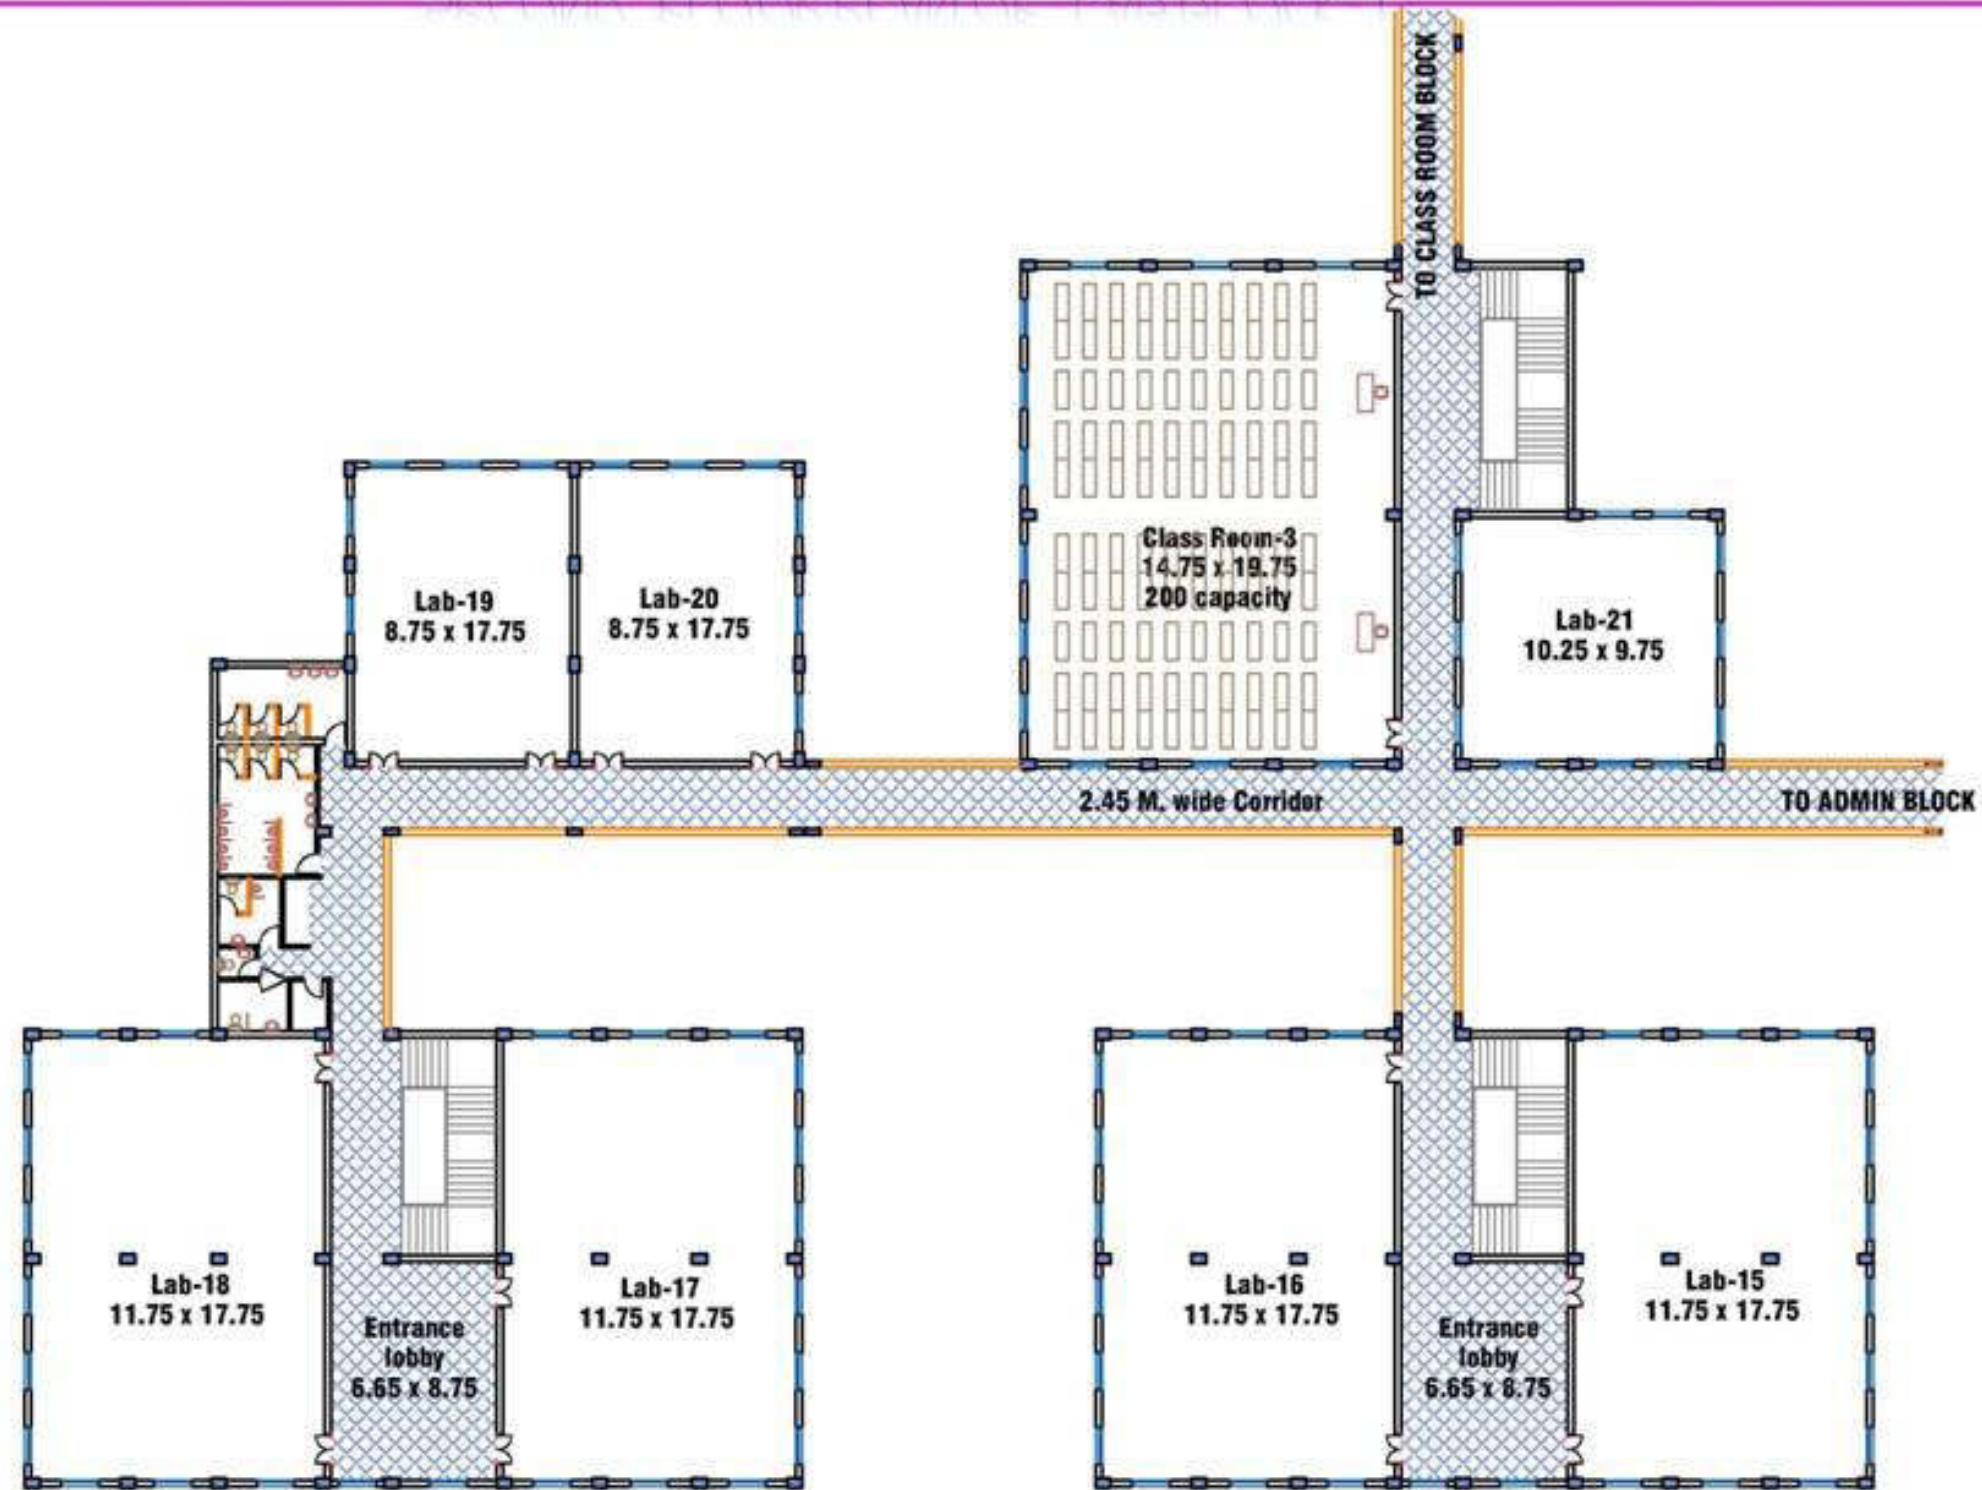 TO CLASS ROOM BLOCK
Class Room-3
14.75 x 19.75
200 capacity
Lab-19
8.75 x 17.75
Lab-20
8.75 x 17.75
Lab-21
10.25 x 9.75
2.45 M. wide Corridor
TO ADMIN BLOCK
Lab-18
11.75 x 17.75
Entrance
lobby
6.65 x 8.75
Lab-17
11.75 x 17.75
Lab-16
11.75 x 17.75
Entrance
lobby
6.65 x 8.75
Lab-15
11.75 x 17.75